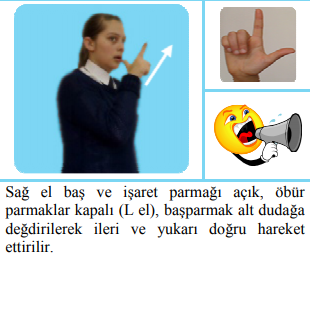 Sağ el baş ve işaret parmağı açık, öbür
parmaklar kapalı (L el), başparmak alt dudağa
değdirilerek ileri ve yukarı doğru hareket
ettirilir.